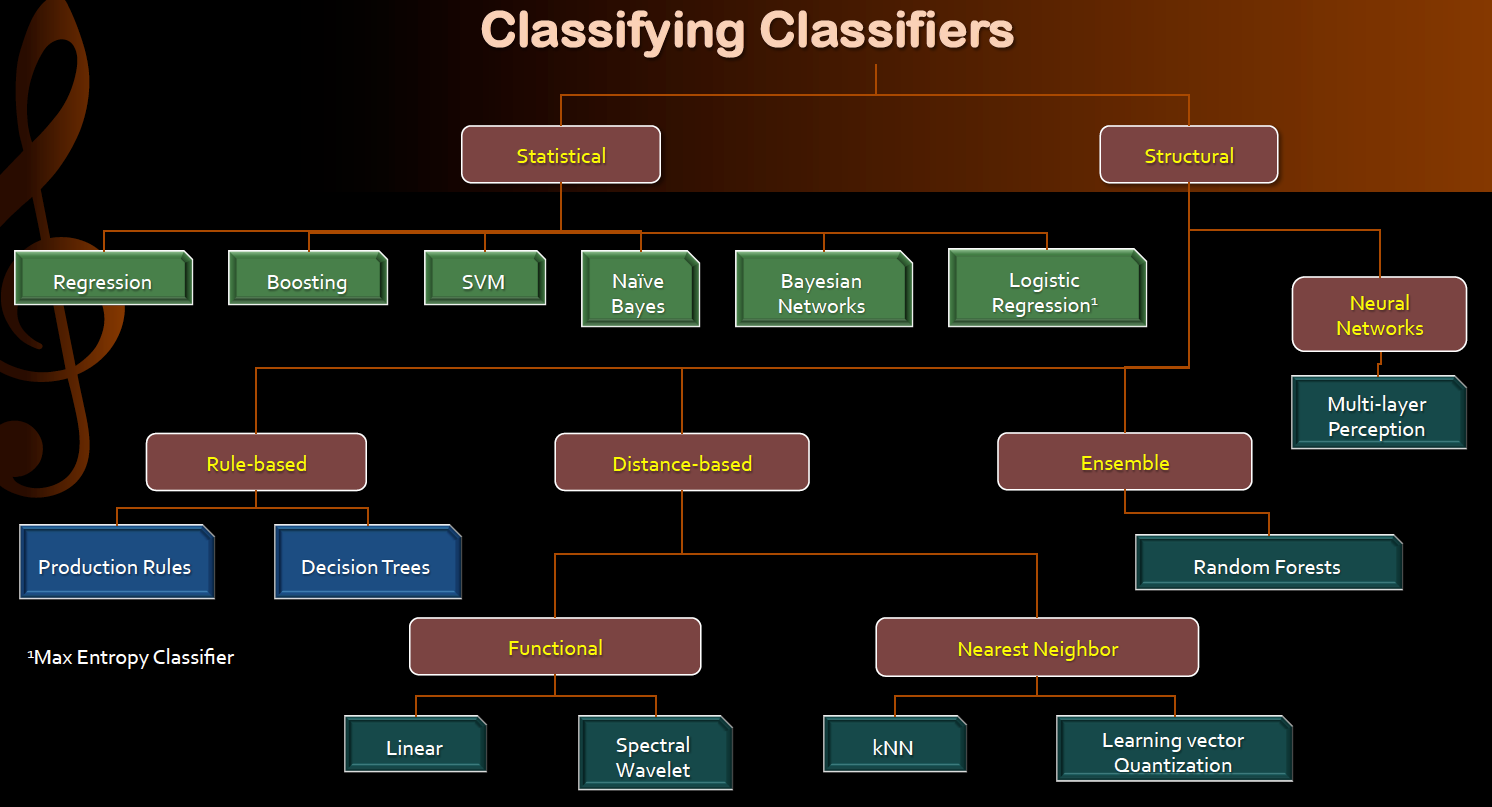 Classifying Classifiers
Statistical
Structural
Regression
Boosting
SVM
Naïve
Bayes
Bayesian
Networks
Logistic
Regression¹
Neural
Networks
Multi-layer
Perception
Rule-based
Distance-based
Ensemble
Production Rules
Decision Trees
Random Forests
Functional
Nearest Neighbor
¹Max Entropy Classifier
Linear
Spectral
Wavelet
kNN
Learning vector
Quantization